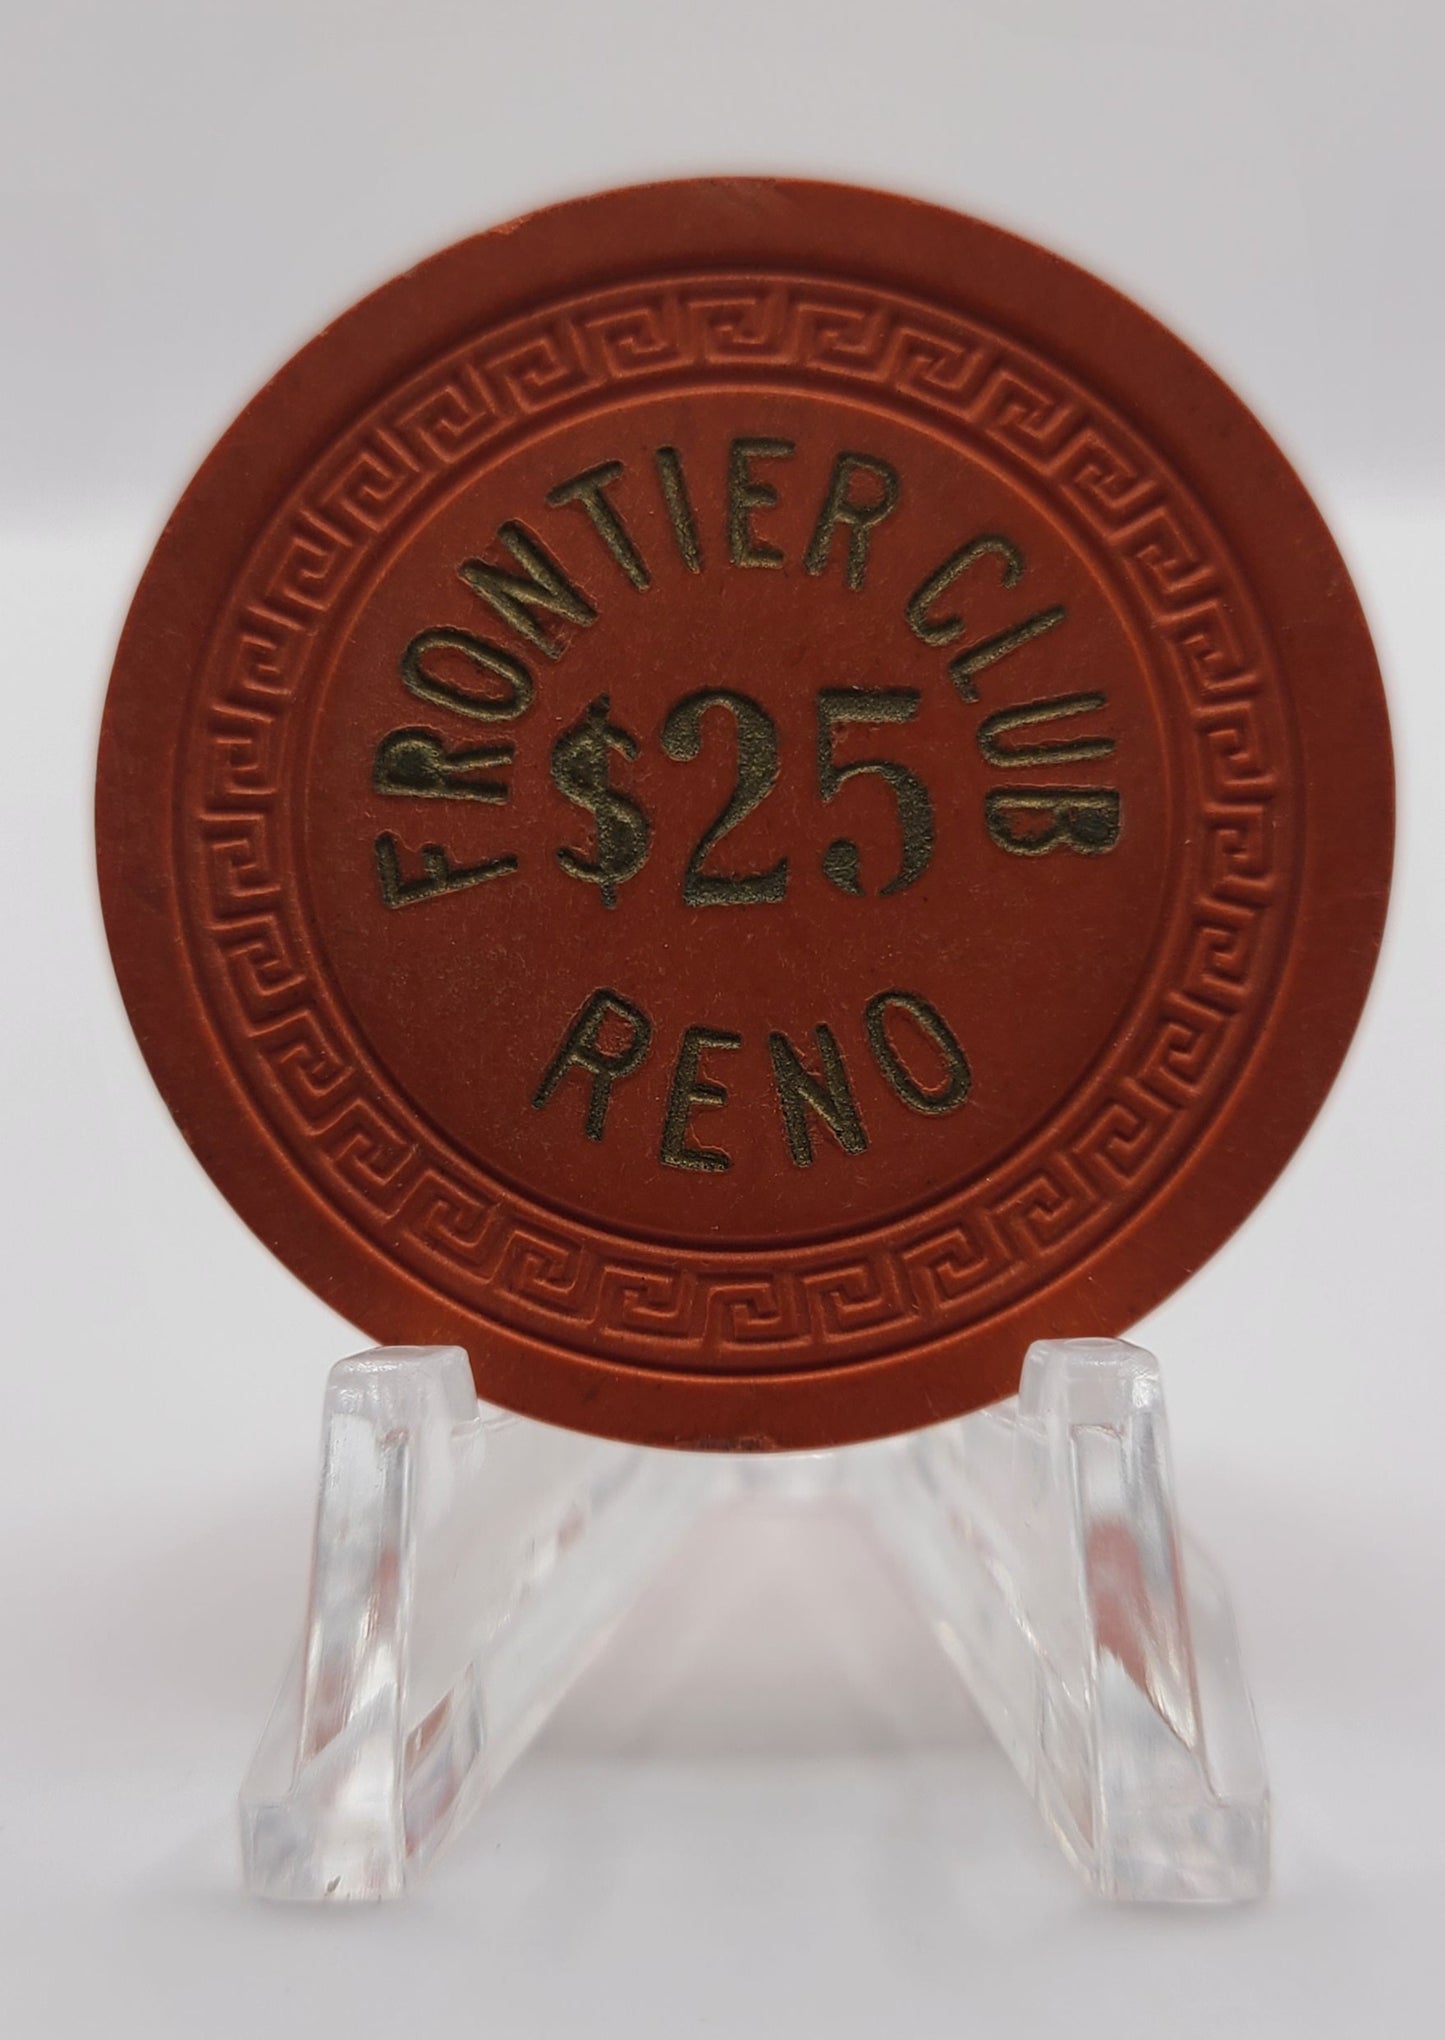 FRONTIER CLUB
$25
RENO